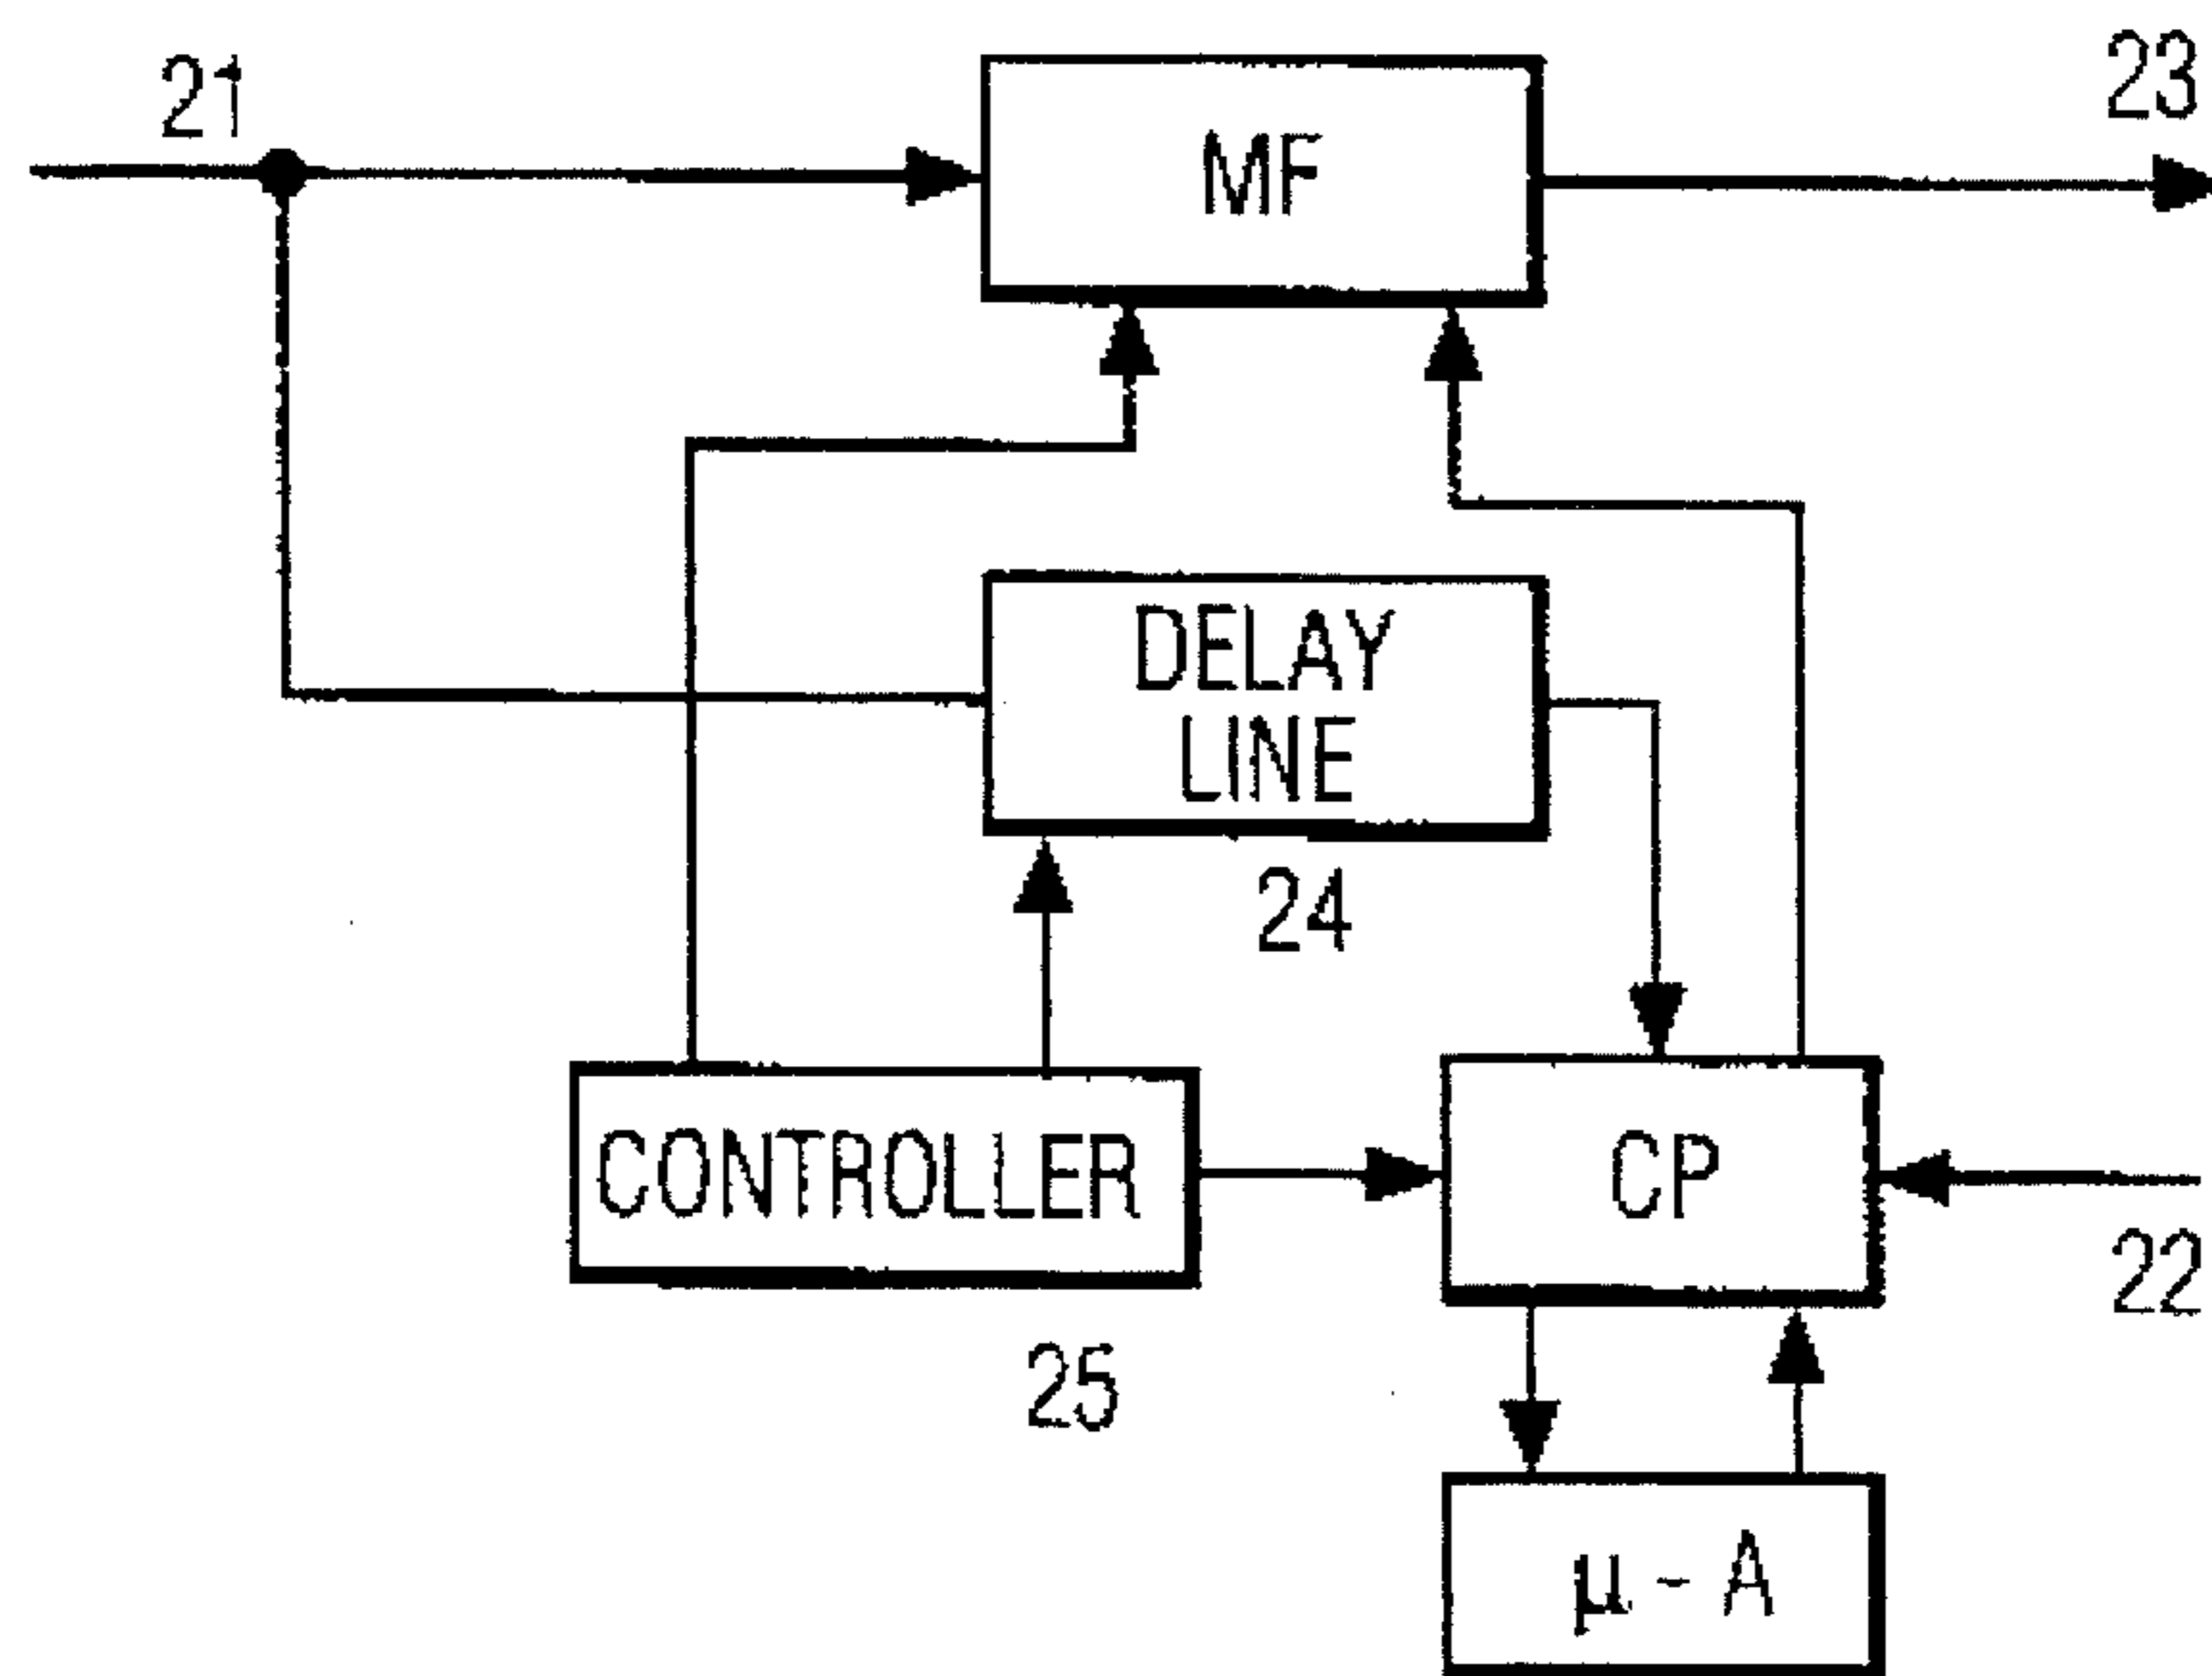 21
MF
23
DELAY
LINE
24
CONTROLLER
CP
22
25
μ - A